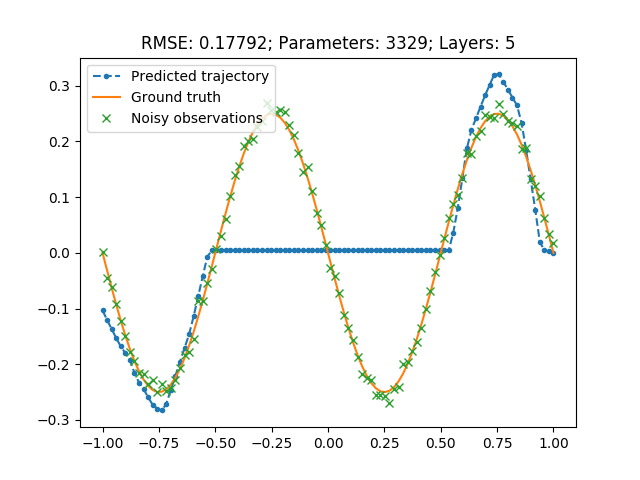 RMSE: 0.17792; Parameters: 3329; Layers: 5
Predicted trajectory
Ground truth
Noisy observations
0.3
0.2
0.1
0.0
−0.1
−0.2
−0.3
−1.00 −0.75 −0.50 −0.25 0.00 0.25 0.50 0.75 1.00